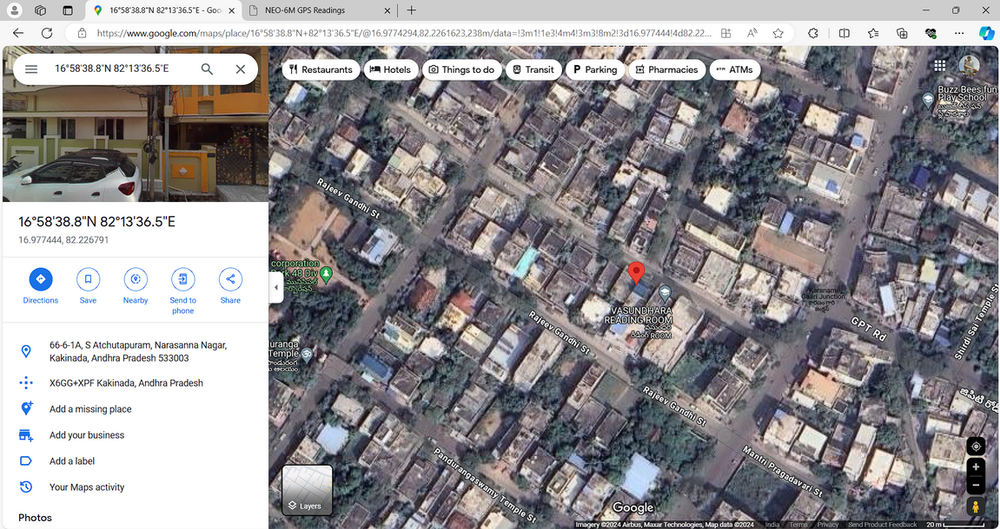 16°58'38.8"N 82°13'36.5"E - Goo
NEO-6M GPS Readings
https://www.google.com/maps/place/16°58'38.8"N+82°13'36.5"E/@16.9774294,82.2261623,238m/data=!3m1!1e3!4m4!3m3!8m2!3d16.977444!4d82.22...
16°58'38.8"N 82°13'36.5"E
Restaurants
Hotels
Things to do
Transit
Parking
Pharmacies
ATMs
16°58'38.8"N 82°13'36.5"E
16.977444, 82.226791
Directions
Save
Nearby
Send to
phone
Share
66-6-1A, S Atchutapuram, Narasanna Nagar,
Kakinada, Andhra Pradesh 533003
X6GG+XPF Kakinada, Andhra Pradesh
Add a missing place
Add your business
Add a label
Your Maps activity
Photos
Buzz Bees fun
Play School
Rajeev Gandhi St
corporation
rk 48 Div
uranga
Temple
VASUNDHARA
READING ROOM
Karanam
Gari Junction
GPT Rd
Shirdi Sai Temple St
Rajeev Gandhi St
Rajeev Gandhi St
Mantri Pragadavari St
Pandurangaswamy Temple St
Layers
Google
Imagery ©2024 Airbus, Maxar Technologies, Map data ©2024
India
Terms
Privacy
Send Product Feedback
20 m